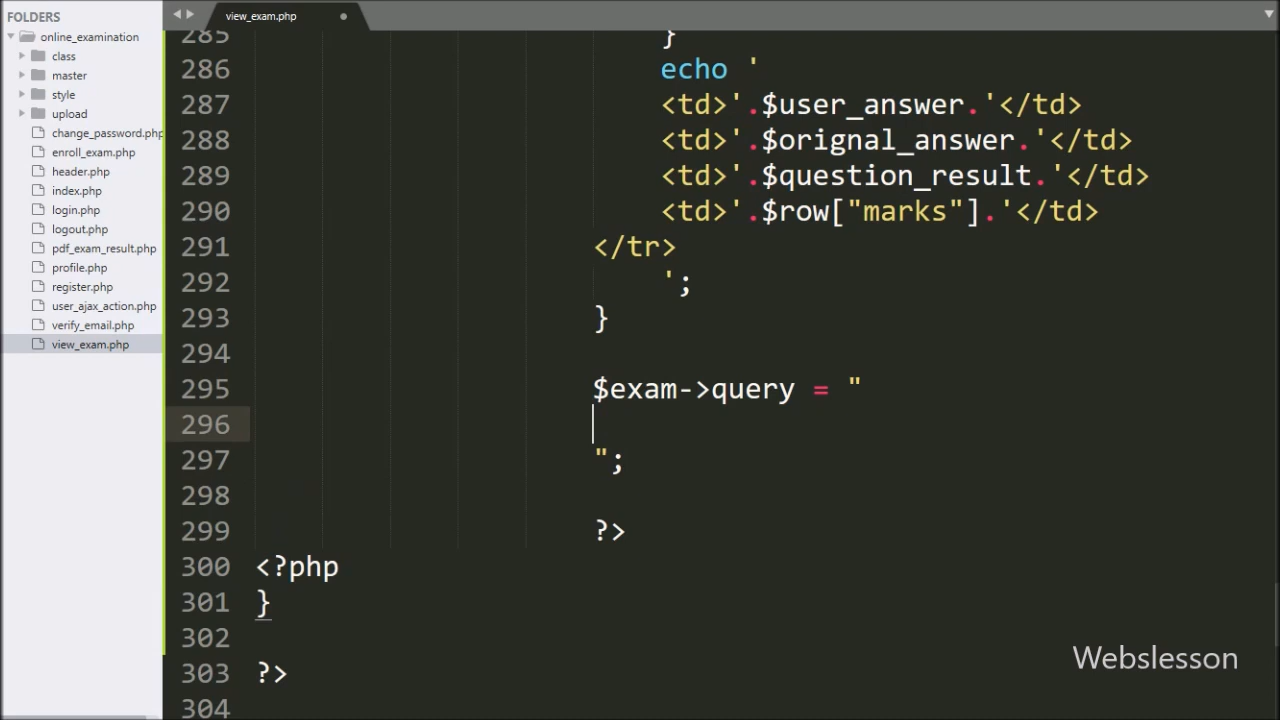 FOLDERS
online_examination
class
master
style
upload
change_password.php
enroll_exam.php
header.php
index.php
login.php
logout.php
pdf_exam_result.php
profile.php
register.php
user_ajax_action.php
verify_email.php
view_exam.php
view_exam.php
285 }
286 echo '
287 <td>'.$user_answer.'</td>
288 <td>'.$orignal_answer.'</td>
289 <td>'.$question_result.'</td>
290 <td>'.$row["marks"].'</td>
291 </tr>
292 ';
293 }
294
295 $exam->query = "
296
297 ";
298
299 ?>
300 <?php
301 }
302
303 ?>
304
Webslesson